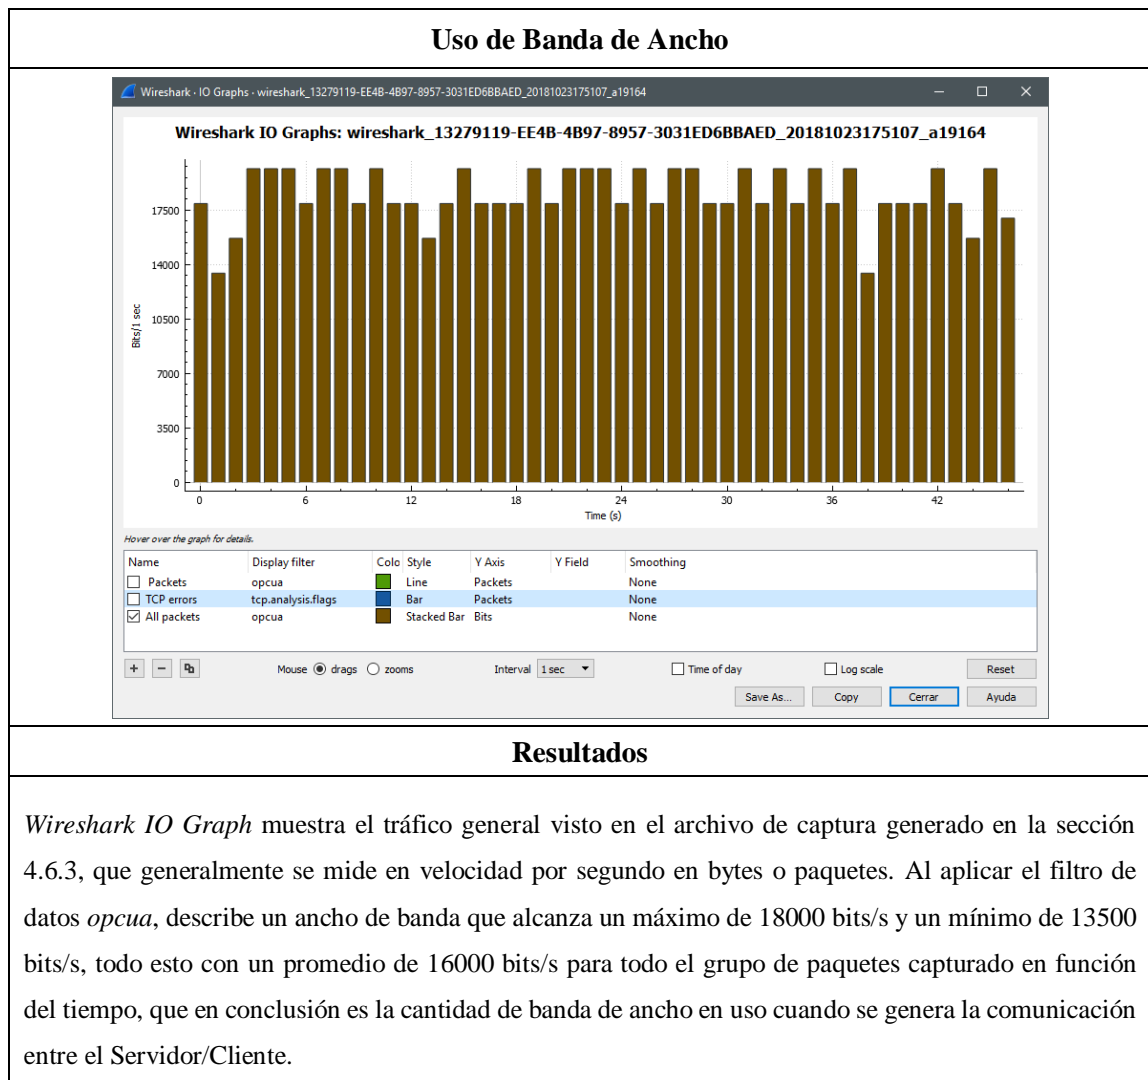 Uso de Banda de Ancho
Wireshark · IO Graphs · wireshark_13279119-EE4B-4B97-8957-3031ED6BBAED_20181023175107_a19164
Wireshark IO Graphs: wireshark_13279119-EE4B-4B97-8957-3031ED6BBAED_20181023175107_a19164
17500
14000
10500
7000
3500
0
Bits/1 sec
0 6 12 18 24 30 36 42
Time (s)
Hover over the graph for details.
Name Display filter Colo Style Y Axis Y Field Smoothing
Packets opcua Line Packets None
TCP errors tcp.analysis.flags Bar Packets None
All packets opcua Stacked Bar Bits None
+ − Mouse drags zooms Interval 1 sec Time of day Log scale Reset
Save As... Copy Cerrar Ayuda
Resultados
Wireshark IO Graph muestra el tráfico general visto en el archivo de captura generado en la sección
4.6.3, que generalmente se mide en velocidad por segundo en bytes o paquetes. Al aplicar el filtro de
datos opcua, describe un ancho de banda que alcanza un máximo de 18000 bits/s y un mínimo de 13500
bits/s, todo esto con un promedio de 16000 bits/s para todo el grupo de paquetes capturado en función
del tiempo, que en conclusión es la cantidad de banda de ancho en uso cuando se genera la comunicación
entre el Servidor/Cliente.